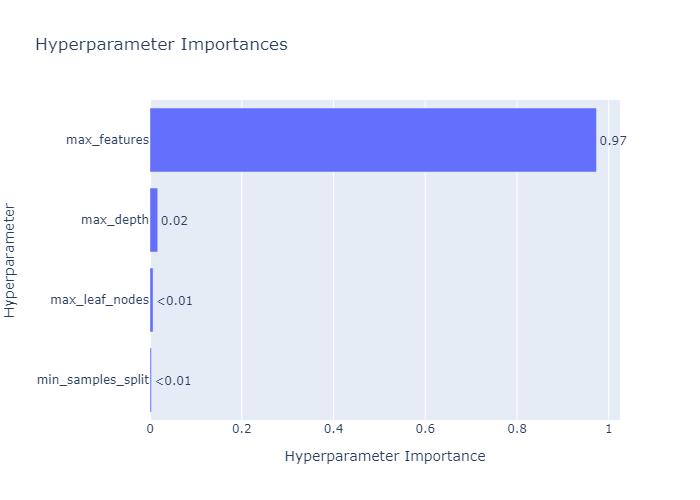 Hyperparameter Importances
Hyperparameter
max_features
0.97
max_depth
0.02
max_leaf_nodes
<0.01
min_samples_split
<0.01
0 0.2 0.4 0.6 0.8 1
Hyperparameter Importance